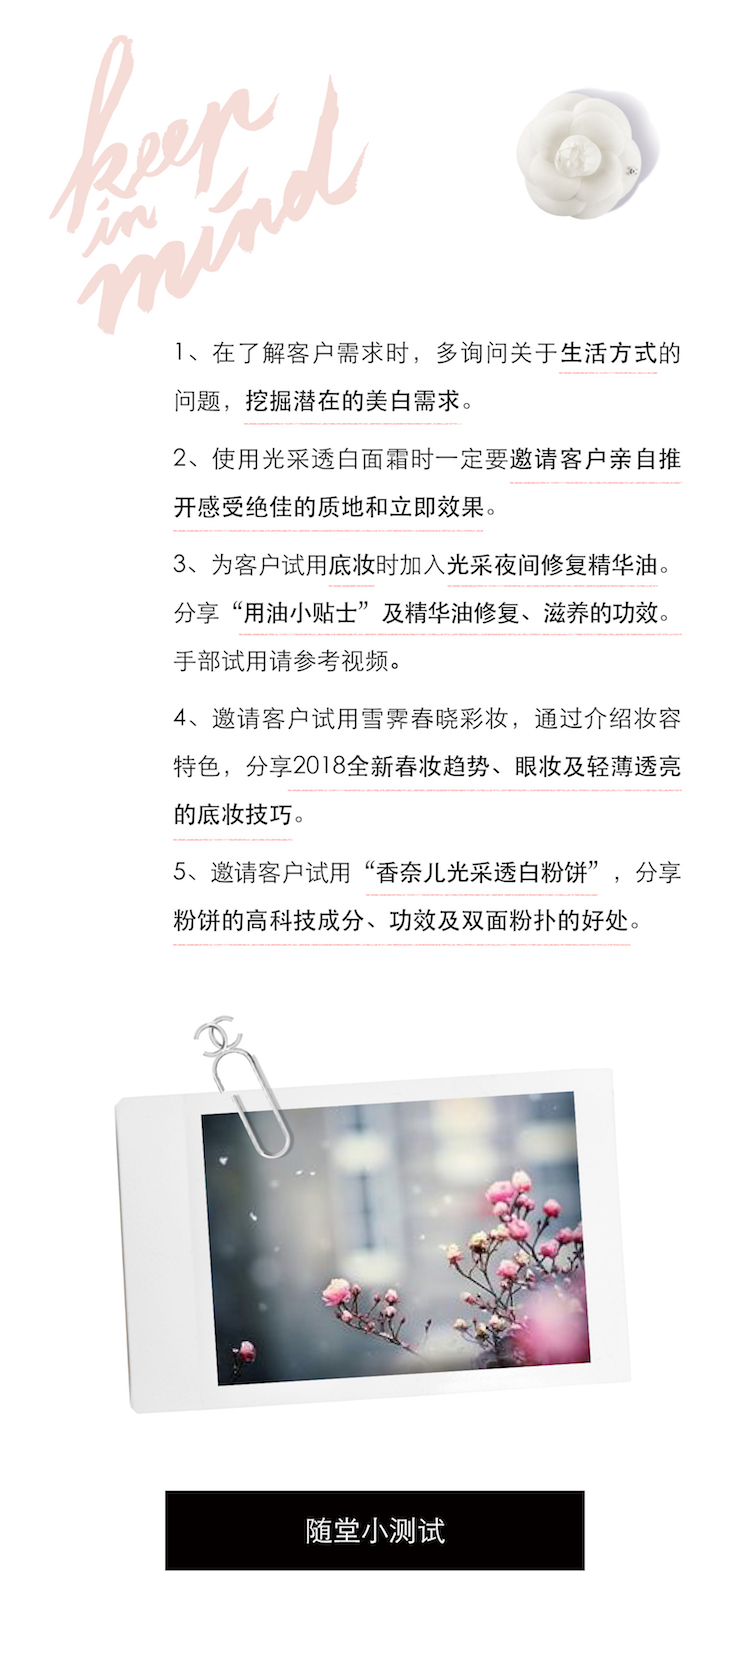 keep
in
mind
1、在了解客户需求时，多询问关于生活方式的
问题，挖掘潜在的美白需求。
2、使用光采透白面霜时一定要邀请客户亲自推
开感受绝佳的质地和立即效果。
3、为客户试用底妆时加入光采夜间修复精华油。
分享“用油小贴士”及精华油修复、滋养的功效。
手部试用请参考视频。
4、邀请客户试用雪霁春晓彩妆，通过介绍妆容
特色，分享2018全新春妆趋势、眼妆及轻薄透亮
的底妆技巧。
5、邀请客户试用“香奈儿光采透白粉饼”，分享
粉饼的高科技成分、功效及双面粉扑的好处。
随堂小测试